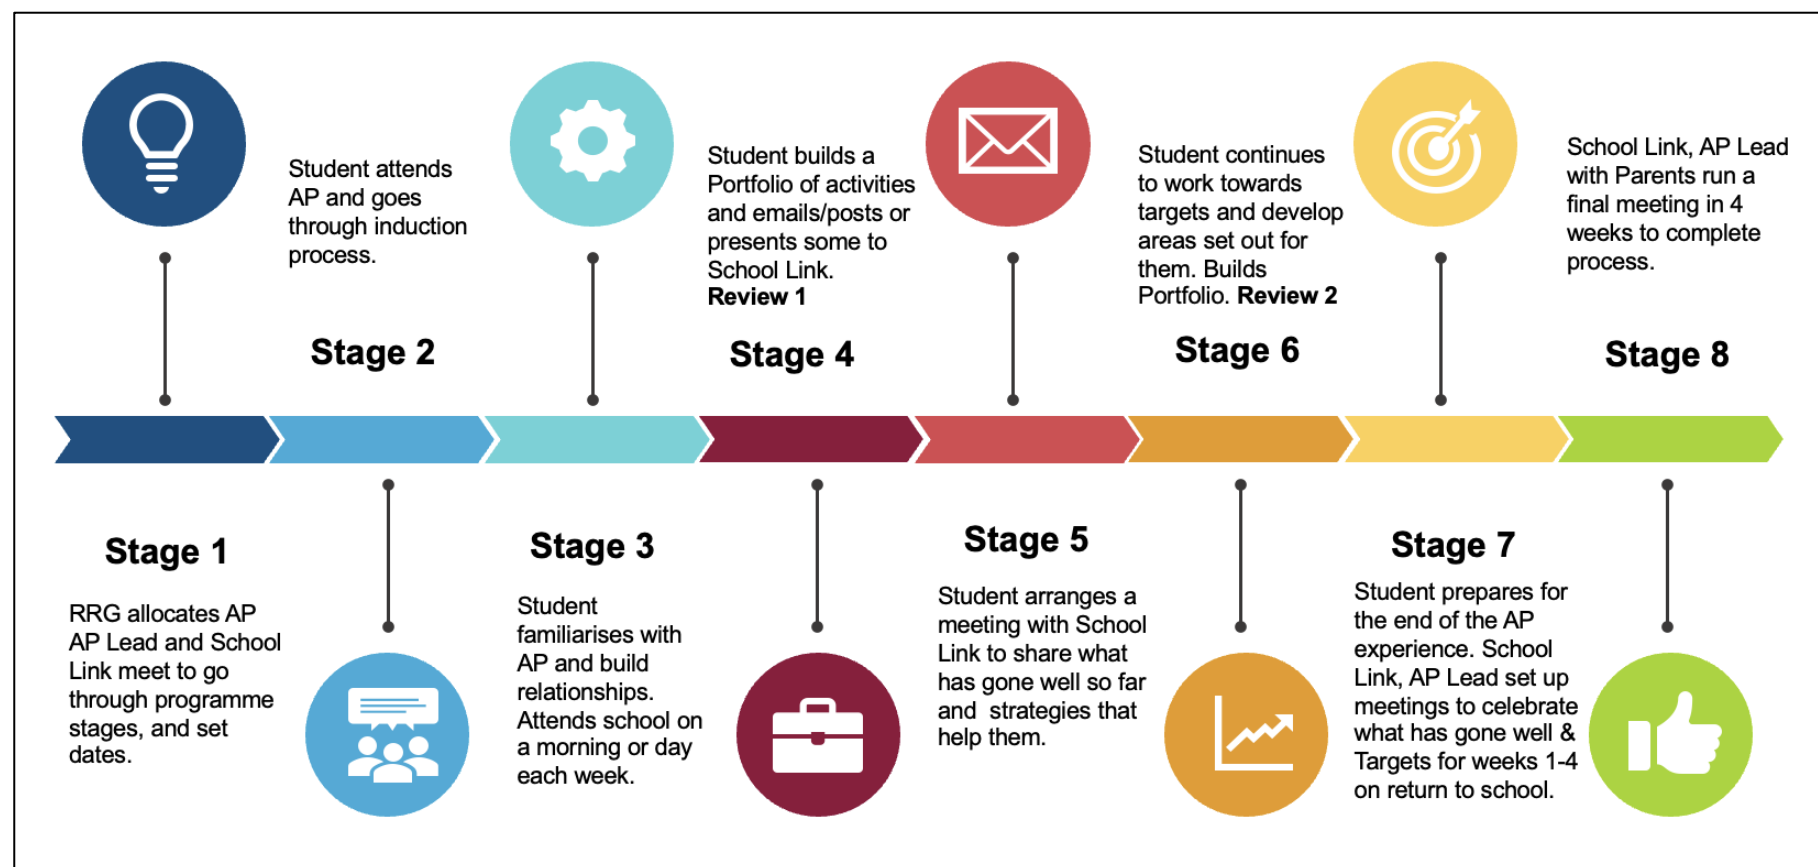 Stage 1
RRG allocates AP
AP Lead and School
Link meet to go
through programme
stages, and set
dates.
Student attends
AP and goes
through induction
process.
Stage 2
Stage 3
Student
familiarises with
AP and build
relationships.
Attends school on
a morning or day
each week.
Student builds a
Portfolio of activities
and emails/posts or
presents some to
School Link.
Review 1
Stage 4
Stage 5
Student arranges a
meeting with School
Link to share what
has gone well so far
and strategies that
help them.
Student continues
to work towards
targets and develop
areas set out for
them. Builds
Portfolio. Review 2
Stage 6
Stage 7
Student prepares for
the end of the AP
experience. School
Link, AP Lead set up
meetings to celebrate
what has gone well &
Targets for weeks 1-4
on return to school.
School Link, AP Lead
with Parents run a
final meeting in 4
weeks to complete
process.
Stage 8